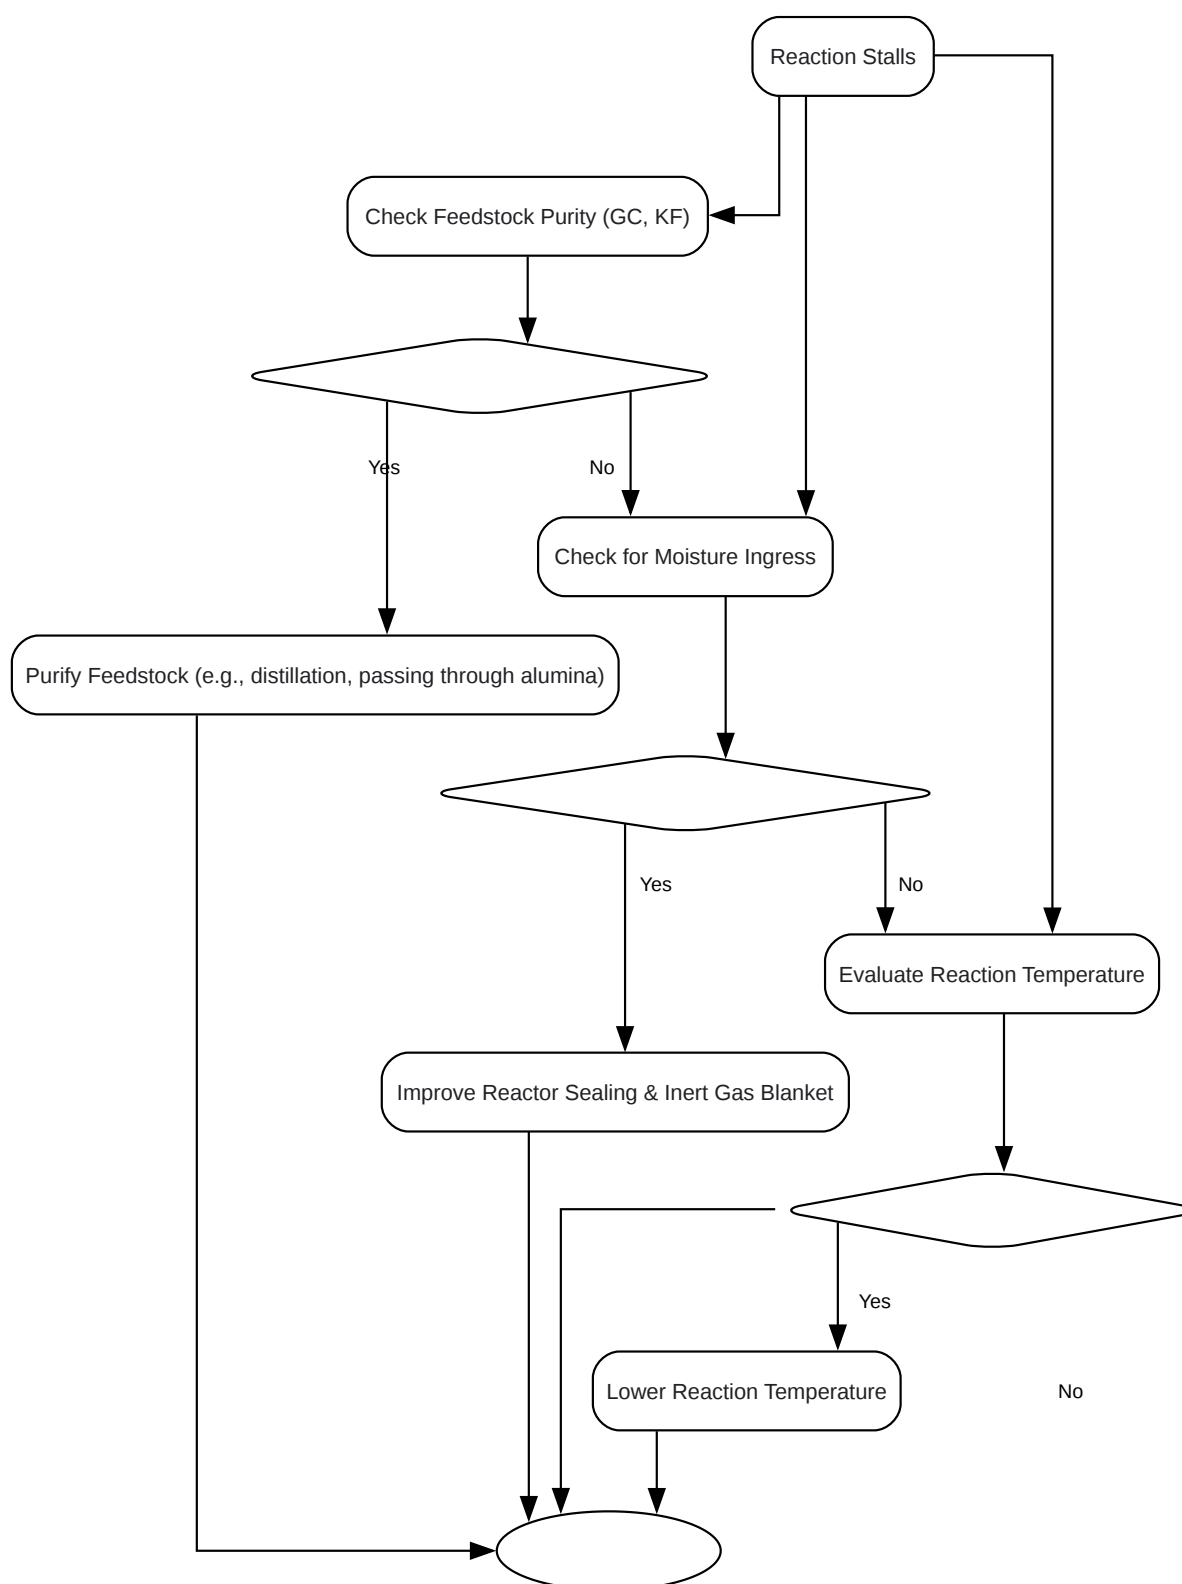 Reaction Stalls
Check Feedstock Purity (GC, KF)
Yes
No
Check for Moisture Ingress
Purify Feedstock (e.g., distillation, passing through alumina)
Yes
No
Evaluate Reaction Temperature
Improve Reactor Sealing & Inert Gas Blanket
Yes
Lower Reaction Temperature
No